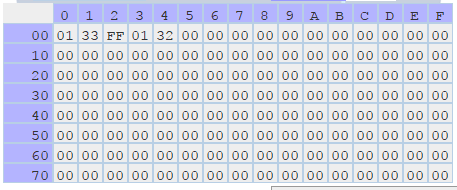 0 1 2 3 4 5 6 7 8 9 A B C D E F
00 01 33 FF 01 32 00 00 00 00 00 00 00 00 00 00 00
10 00 00 00 00 00 00 00 00 00 00 00 00 00 00 00 00
20 00 00 00 00 00 00 00 00 00 00 00 00 00 00 00 00
30 00 00 00 00 00 00 00 00 00 00 00 00 00 00 00 00
40 00 00 00 00 00 00 00 00 00 00 00 00 00 00 00 00
50 00 00 00 00 00 00 00 00 00 00 00 00 00 00 00 00
60 00 00 00 00 00 00 00 00 00 00 00 00 00 00 00 00
70 00 00 00 00 00 00 00 00 00 00 00 00 00 00 00 00